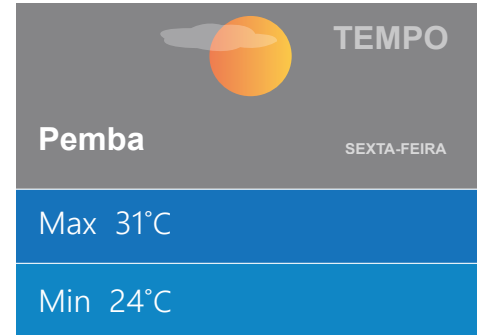 TEMPO
Pemba
SEXTA-FEIRA
Max 31˚C
Min 24˚C